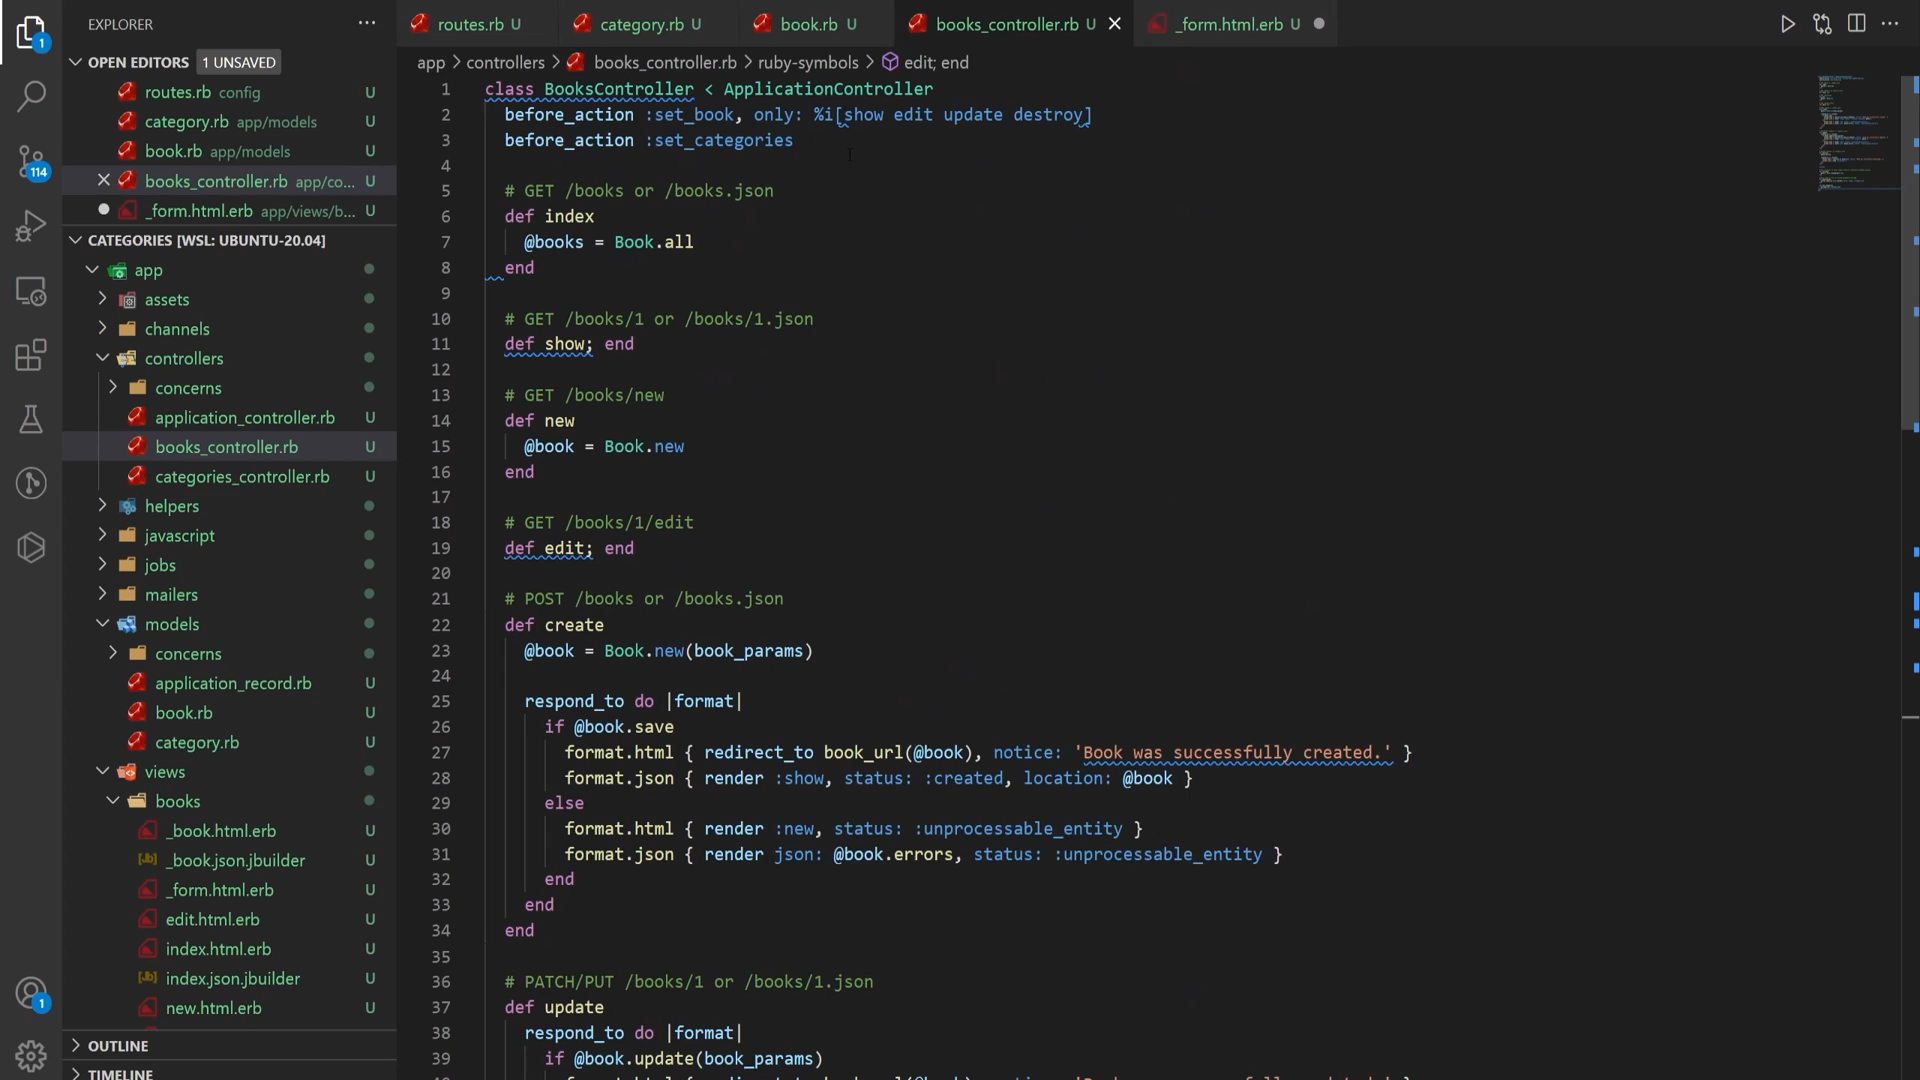 EXPLORER
OPEN EDITORS 1 UNSAVED
routes.rb config U
category.rb app/models U
book.rb app/models U
books_controller.rb app/co... U
_form.html.erb app/views/b... U
CATEGORIES [WSL: UBUNTU-20.04]
app
assets
channels
controllers
concerns
application_controller.rb U
books_controller.rb U
categories_controller.rb U
helpers
javascript
jobs
mailers
models
concerns
application_record.rb U
book.rb U
category.rb U
views
books
_book.html.erb U
_book.json.jbuilder U
_form.html.erb U
edit.html.erb U
index.html.erb U
index.json.jbuilder U
new.html.erb U
OUTLINE
TIMELINE
1
114
1
routes.rb U category.rb U book.rb U books_controller.rb U _form.html.erb U
app > controllers > books_controller.rb > ruby-symbols > edit; end
1 class BooksController < ApplicationController
2 before_action :set_book, only: %i[show edit update destroy]
3 before_action :set_categories
4
5 # GET /books or /books.json
6 def index
7 @books = Book.all
8 end
9
10 # GET /books/1 or /books/1.json
11 def show; end
12
13 # GET /books/new
14 def new
15 @book = Book.new
16 end
17
18 # GET /books/1/edit
19 def edit; end
20
21 # POST /books or /books.json
22 def create
23 @book = Book.new(book_params)
24
25 respond_to do |format|
26 if @book.save
27 format.html { redirect_to book_url(@book), notice: 'Book was successfully created.' }
28 format.json { render :show, status: :created, location: @book }
29 else
30 format.html { render :new, status: :unprocessable_entity }
31 format.json { render json: @book.errors, status: :unprocessable_entity }
32 end
33 end
34 end
35
36 # PATCH/PUT /books/1 or /books/1.json
37 def update
38 respond_to do |format|
39 if @book.update(book_params)